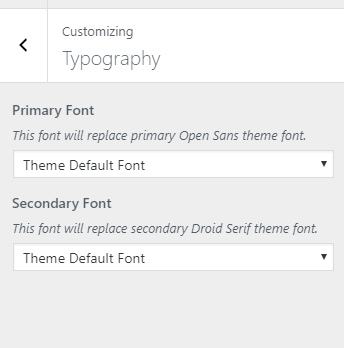 Customizing
Typography
Primary Font
This font will replace primary Open Sans theme font.
Theme Default Font
Secondary Font
This font will replace secondary Droid Serif theme font.
Theme Default Font